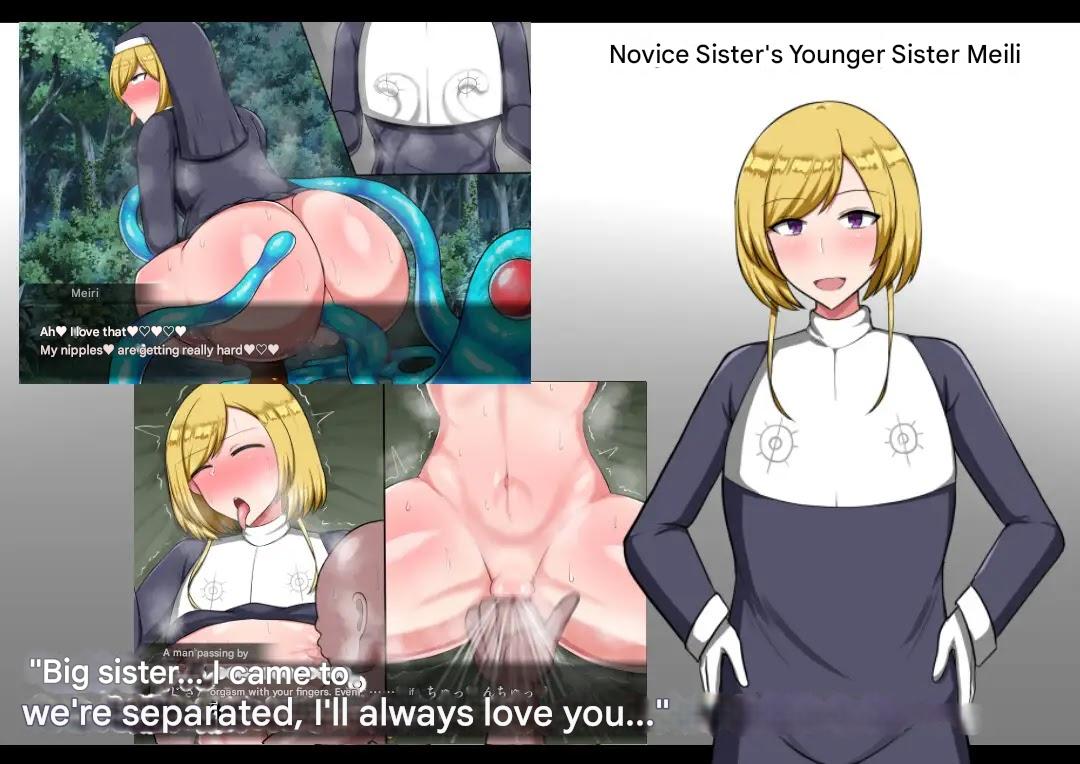 Novice Sister's Younger Sister Meili
Meiri
Ah♥ I love that♥♡♥♡♥
My nipples♥ are getting really hard♥♡♥
A man passing by
"Big sister... I came to
orgasm with your fingers. Even
we're separated, I'll always love you..."